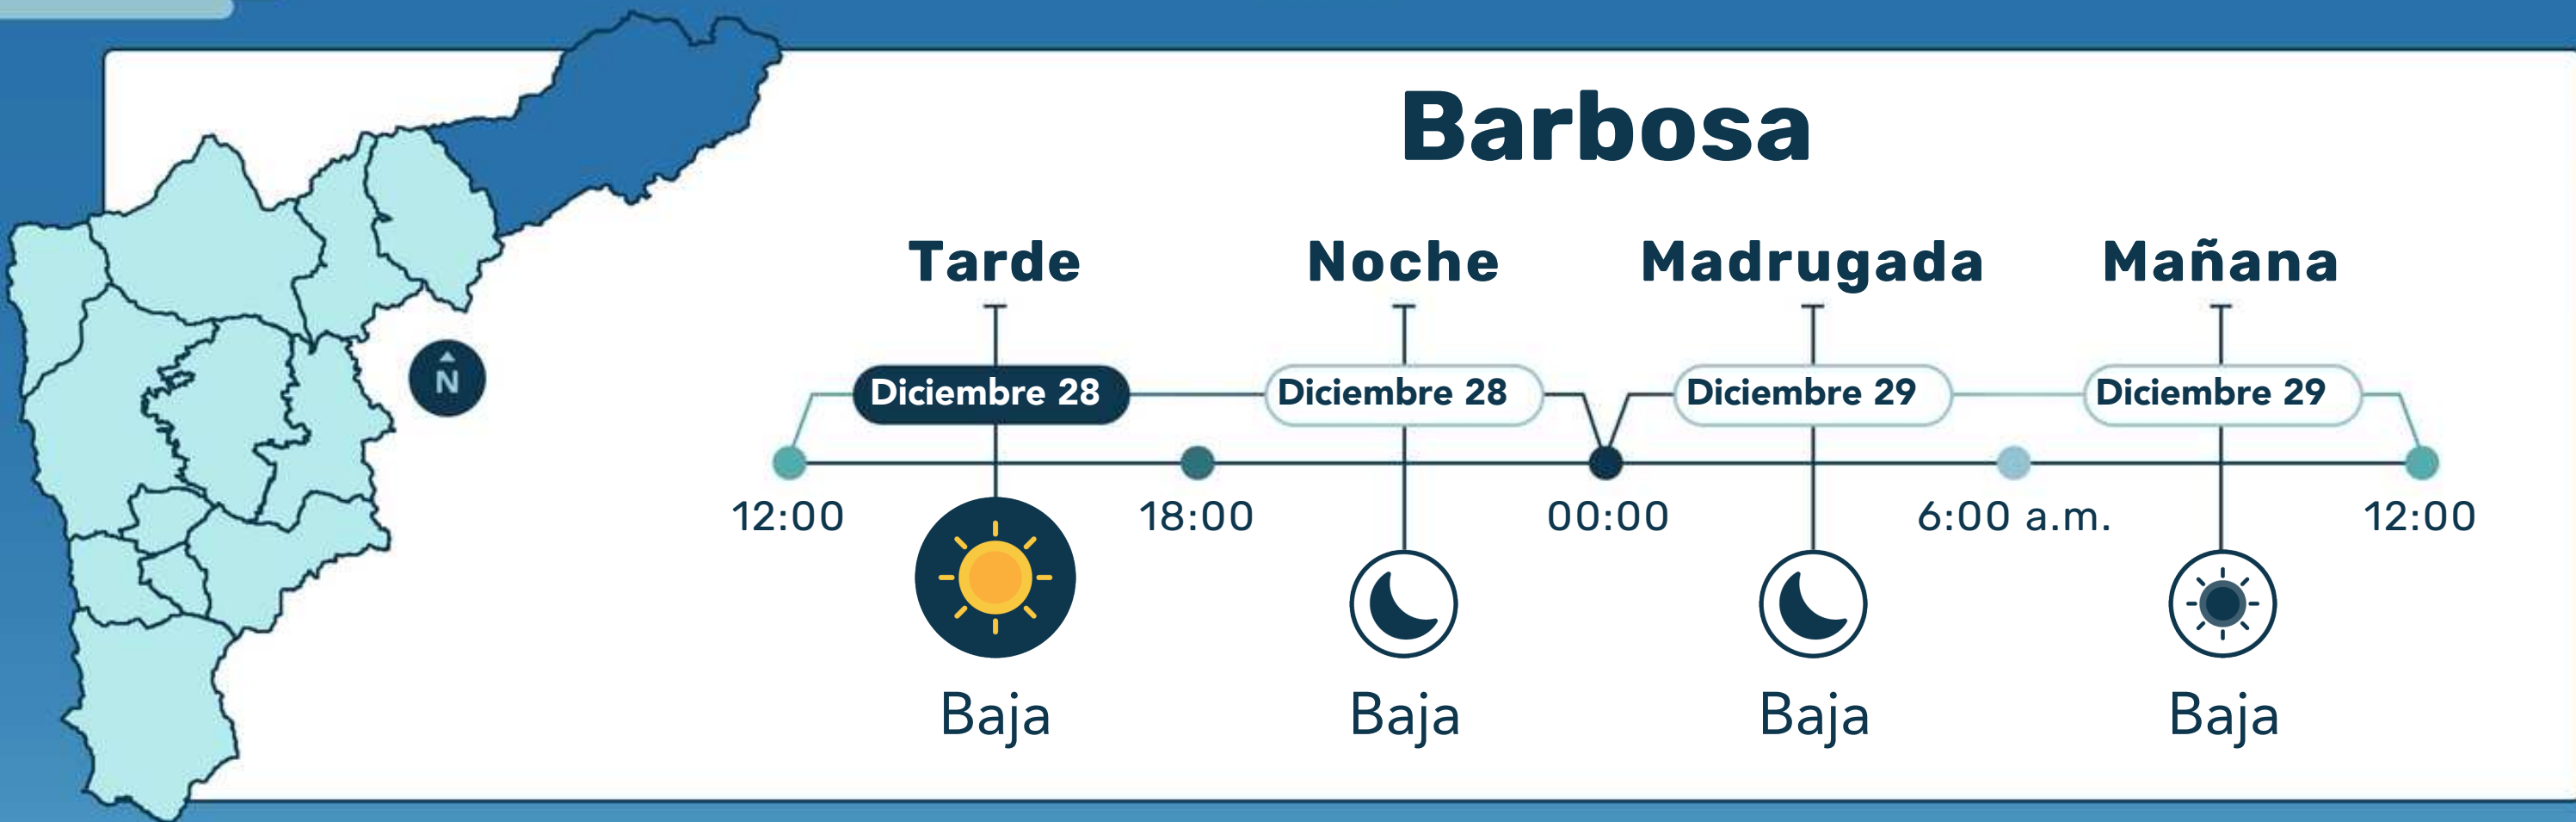 Barbosa
Tarde Noche Madrugada Mañana
Diciembre 28 Diciembre 28 Diciembre 29 Diciembre 29
N
12:00 18:00 00:00 6:00 a.m. 12:00
Baja Baja Baja Baja